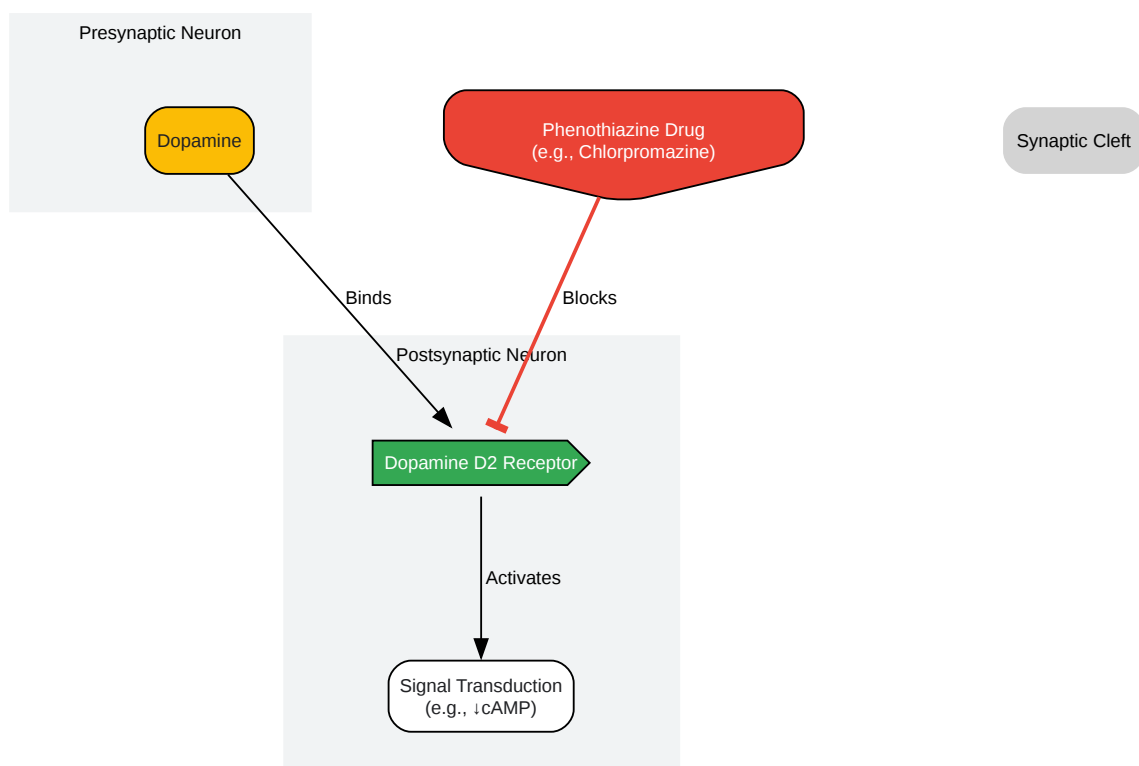 Presynaptic Neuron
Dopamine
Phenothiazine Drug
(e.g., Chlorpromazine)
Synaptic Cleft
Binds
Blocks
Postsynaptic Neuron
Dopamine D2 Receptor
Activates
Signal Transduction
(e.g., ↓cAMP)